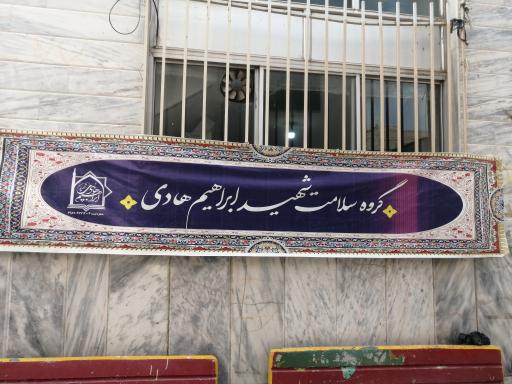 گروه سلامت شهید ابراهیم هادی